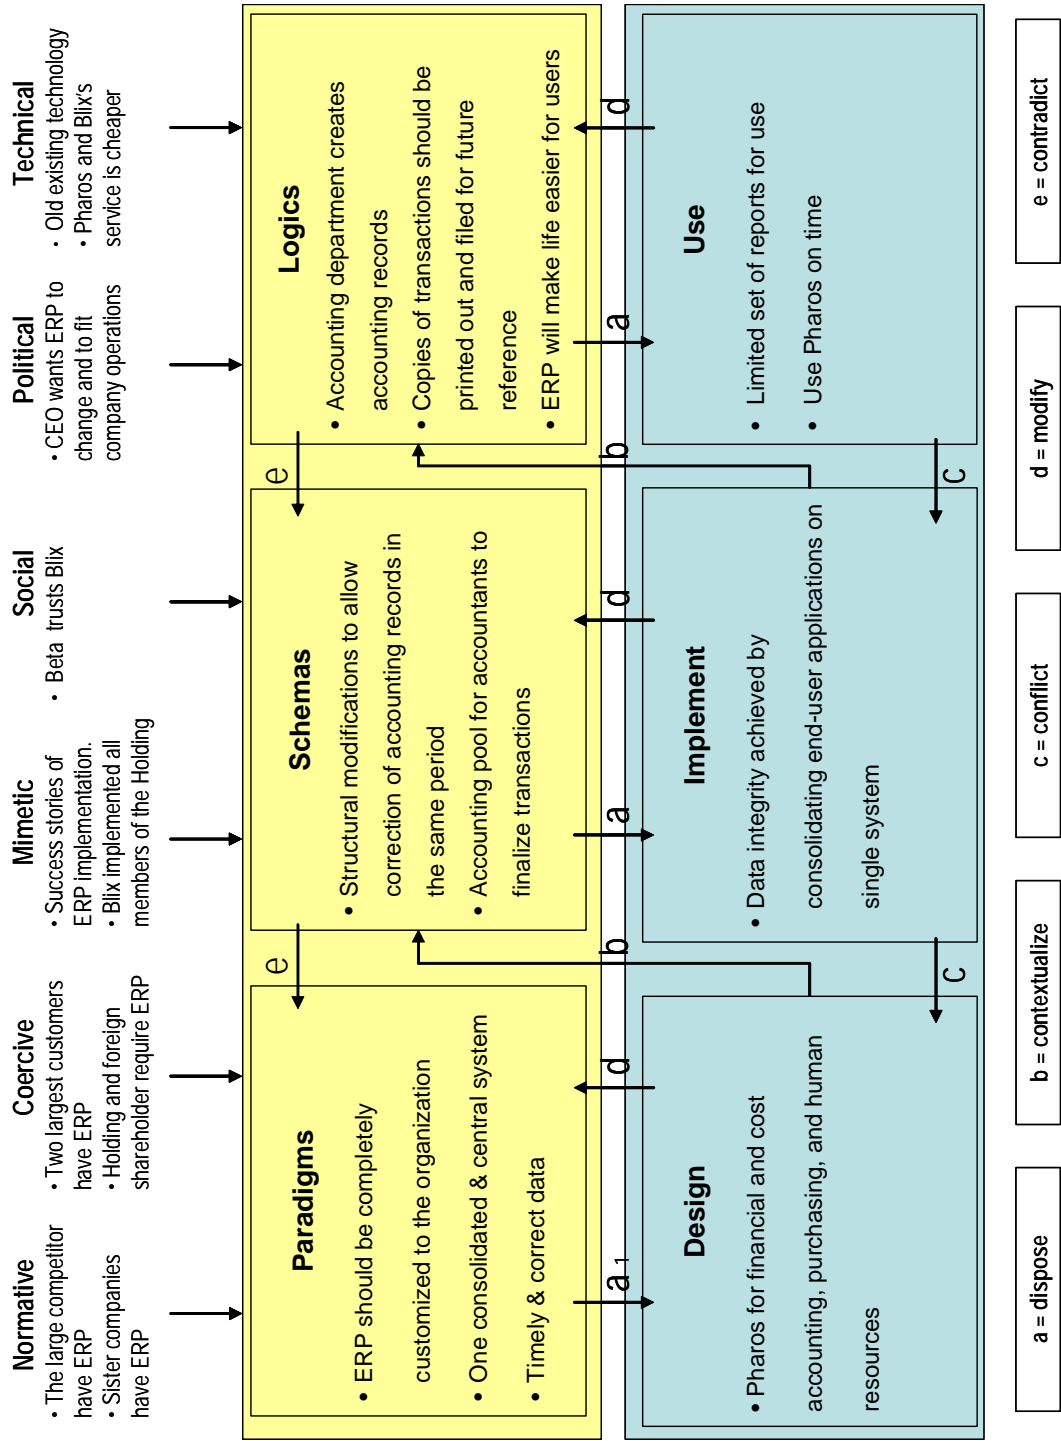 Normative
• The large competitor
have ERP
• Sister companies
have ERP
Coercive
• Two largest customers
have ERP
• Holding and foreign
shareholder require ERP
Mimetic
• Success stories of
ERP implementation.
• Blix implemented all
members of the Holding
Social
• Beta trusts Blix
Political
• CEO wants ERP to
change and to fit
company operations
Technical
• Old existing technology
• Pharos and Blix's
service is cheaper
Paradigms
• ERP should be completely
customized to the organization
• One consolidated & central system
• Timely & correct data
e
Schemas
• Structural modifications to allow
correction of accounting records in
the same period
• Accounting pool for accountants to
finalize transactions
e
Logics
• Accounting department creates
accounting records
• Copies of transactions should be
printed out and filed for future
reference
• ERP will make life easier for users
a 1
d
b
a
d
b
a
d
Design
• Pharos for financial and cost
accounting, purchasing, and human
resources
c
Implement
• Data integrity achieved by
consolidating end-user applications on
single system
c
Use
• Limited set of reports for use
• Use Pharos on time
a = dispose
b = contextualize
c = conflict
d = modify
e = contradict